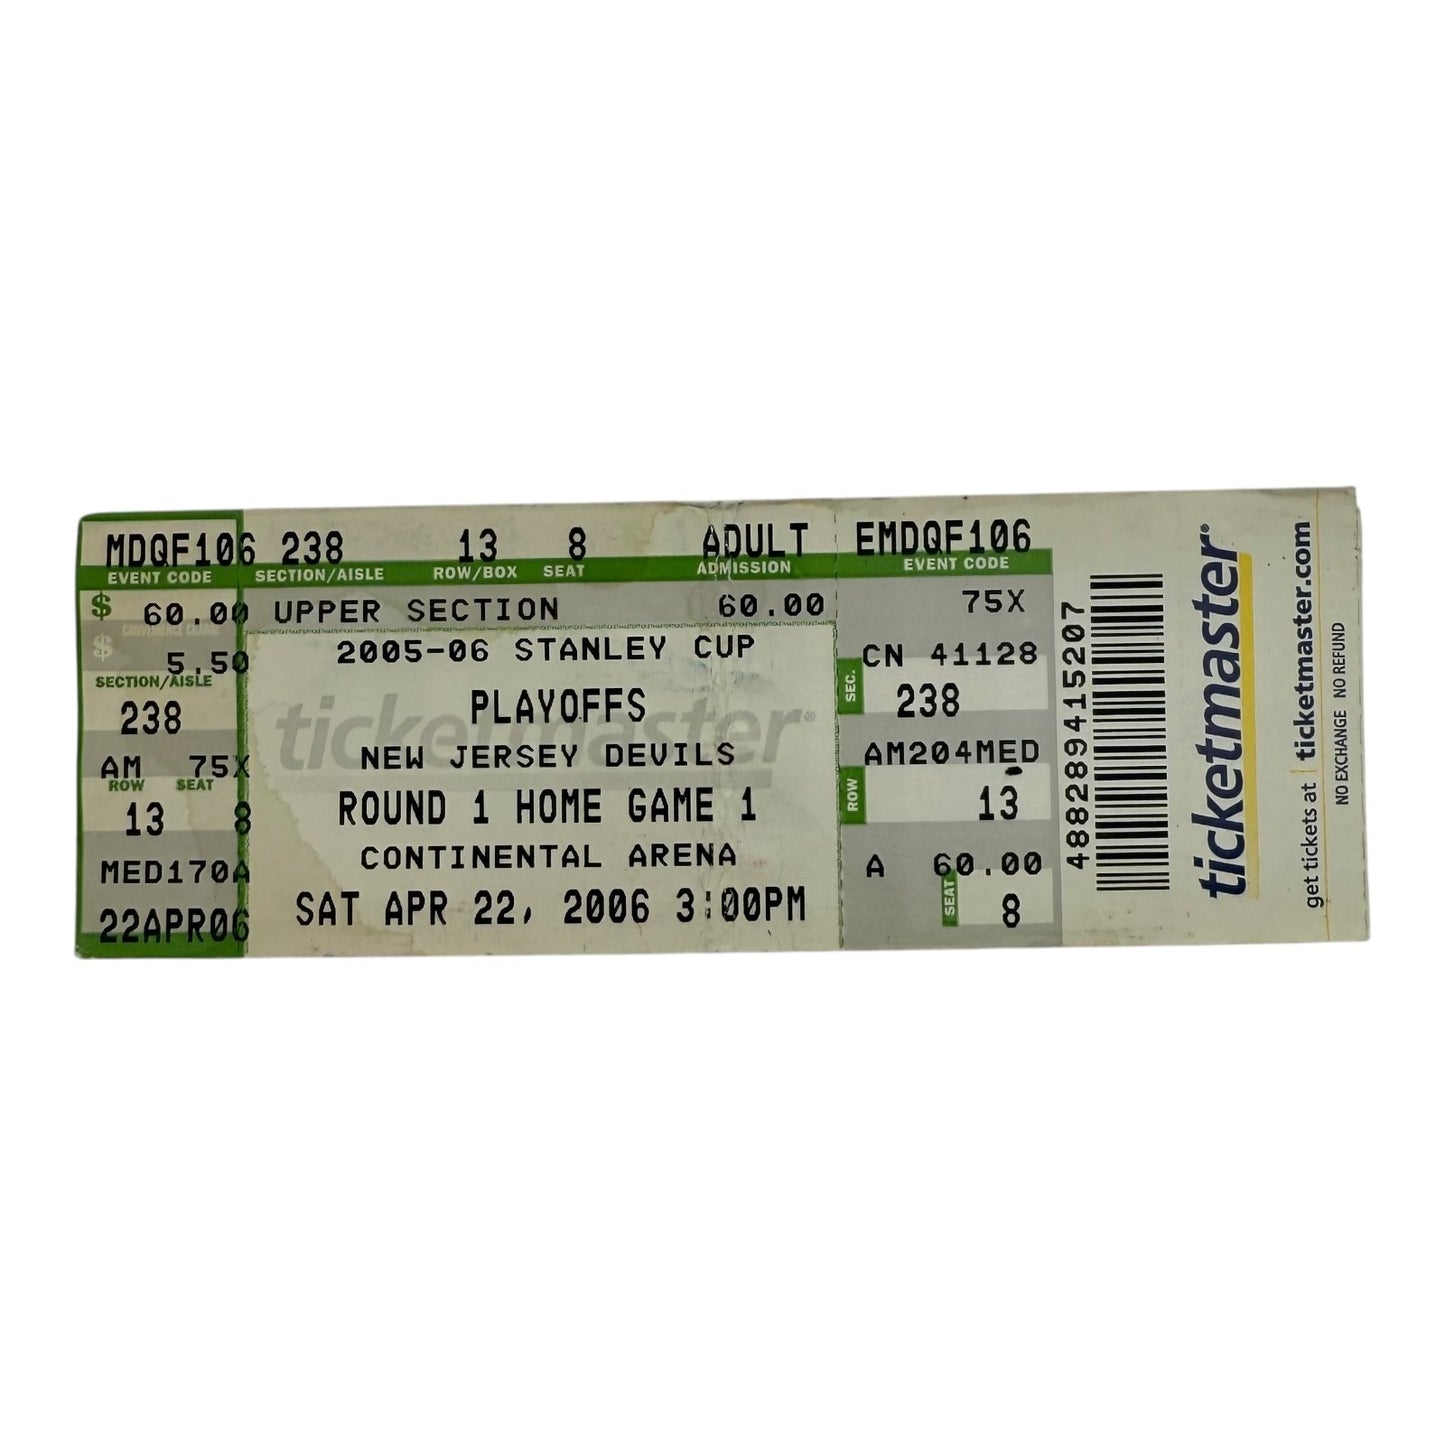 MDQF106 238 13 8 ADULT EMDQF106
EVENT CODE SECTION/AISLE ROW/BOX SEAT ADMISSION EVENT CODE
$ 60.00 UPPER SECTION 60.00 75X
$ CONVENIENCE CHARGE
5.50
SECTION/AISLE
238
AM 75X
ROW SEAT
13 8
MED170A
22APR06
ticketmaster®
2005-06 STANLEY CUP
PLAYOFFS
NEW JERSEY DEVILS
ROUND 1 HOME GAME 1
CONTINENTAL ARENA
SAT APR 22, 2006 3:00PM
CN 41128
SEC. 238
AM204MED
ROW 13
A 60.00
SEAT 8
488289415207
ticketmaster®
get tickets at ticketmaster.com
NO EXCHANGE NO REFUND